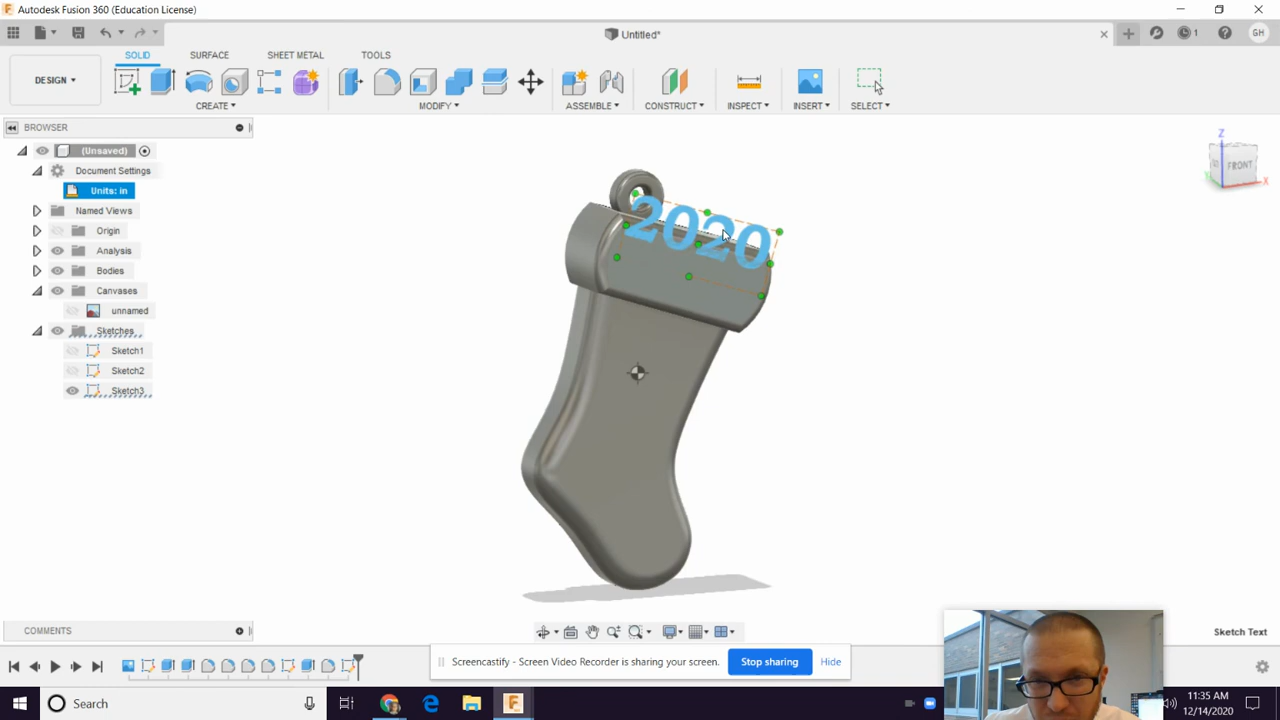 Autodesk Fusion 360 (Education License)
Untitled*
1
GH
DESIGN
SOLID
SURFACE
SHEET METAL
TOOLS
CREATE
MODIFY
ASSEMBLE
CONSTRUCT
INSPECT
INSERT
SELECT
BROWSER
(Unsaved)
Document Settings
Units: in
Named Views
Origin
Analysis
Bodies
Canvases
unnamed
Sketches
Sketch1
Sketch2
Sketch3
2020
Z
FRONT
X
COMMENTS
Sketch Text
Screencastify - Screen Video Recorder is sharing your screen.
Stop sharing
Hide
Search
11:35 AM
12/14/2020